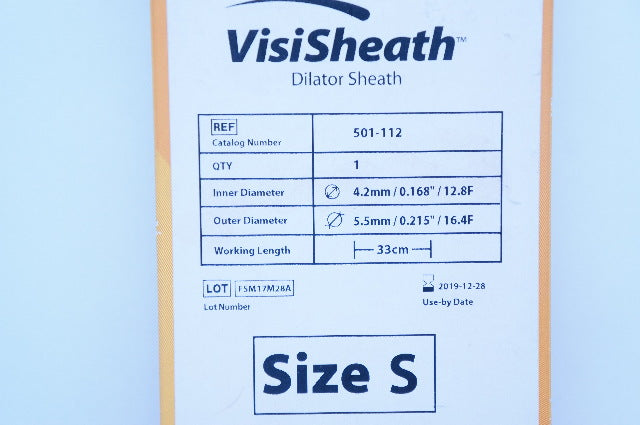 VisiSheath™
Dilator Sheath
REF
Catalog Number
501-112
QTY
1
Inner Diameter
4.2mm / 0.168" / 12.8F
Outer Diameter
5.5mm / 0.215" / 16.4F
Working Length
33cm
LOT FSM17M28A
Lot Number
2019-12-28
Use-by Date
Size S